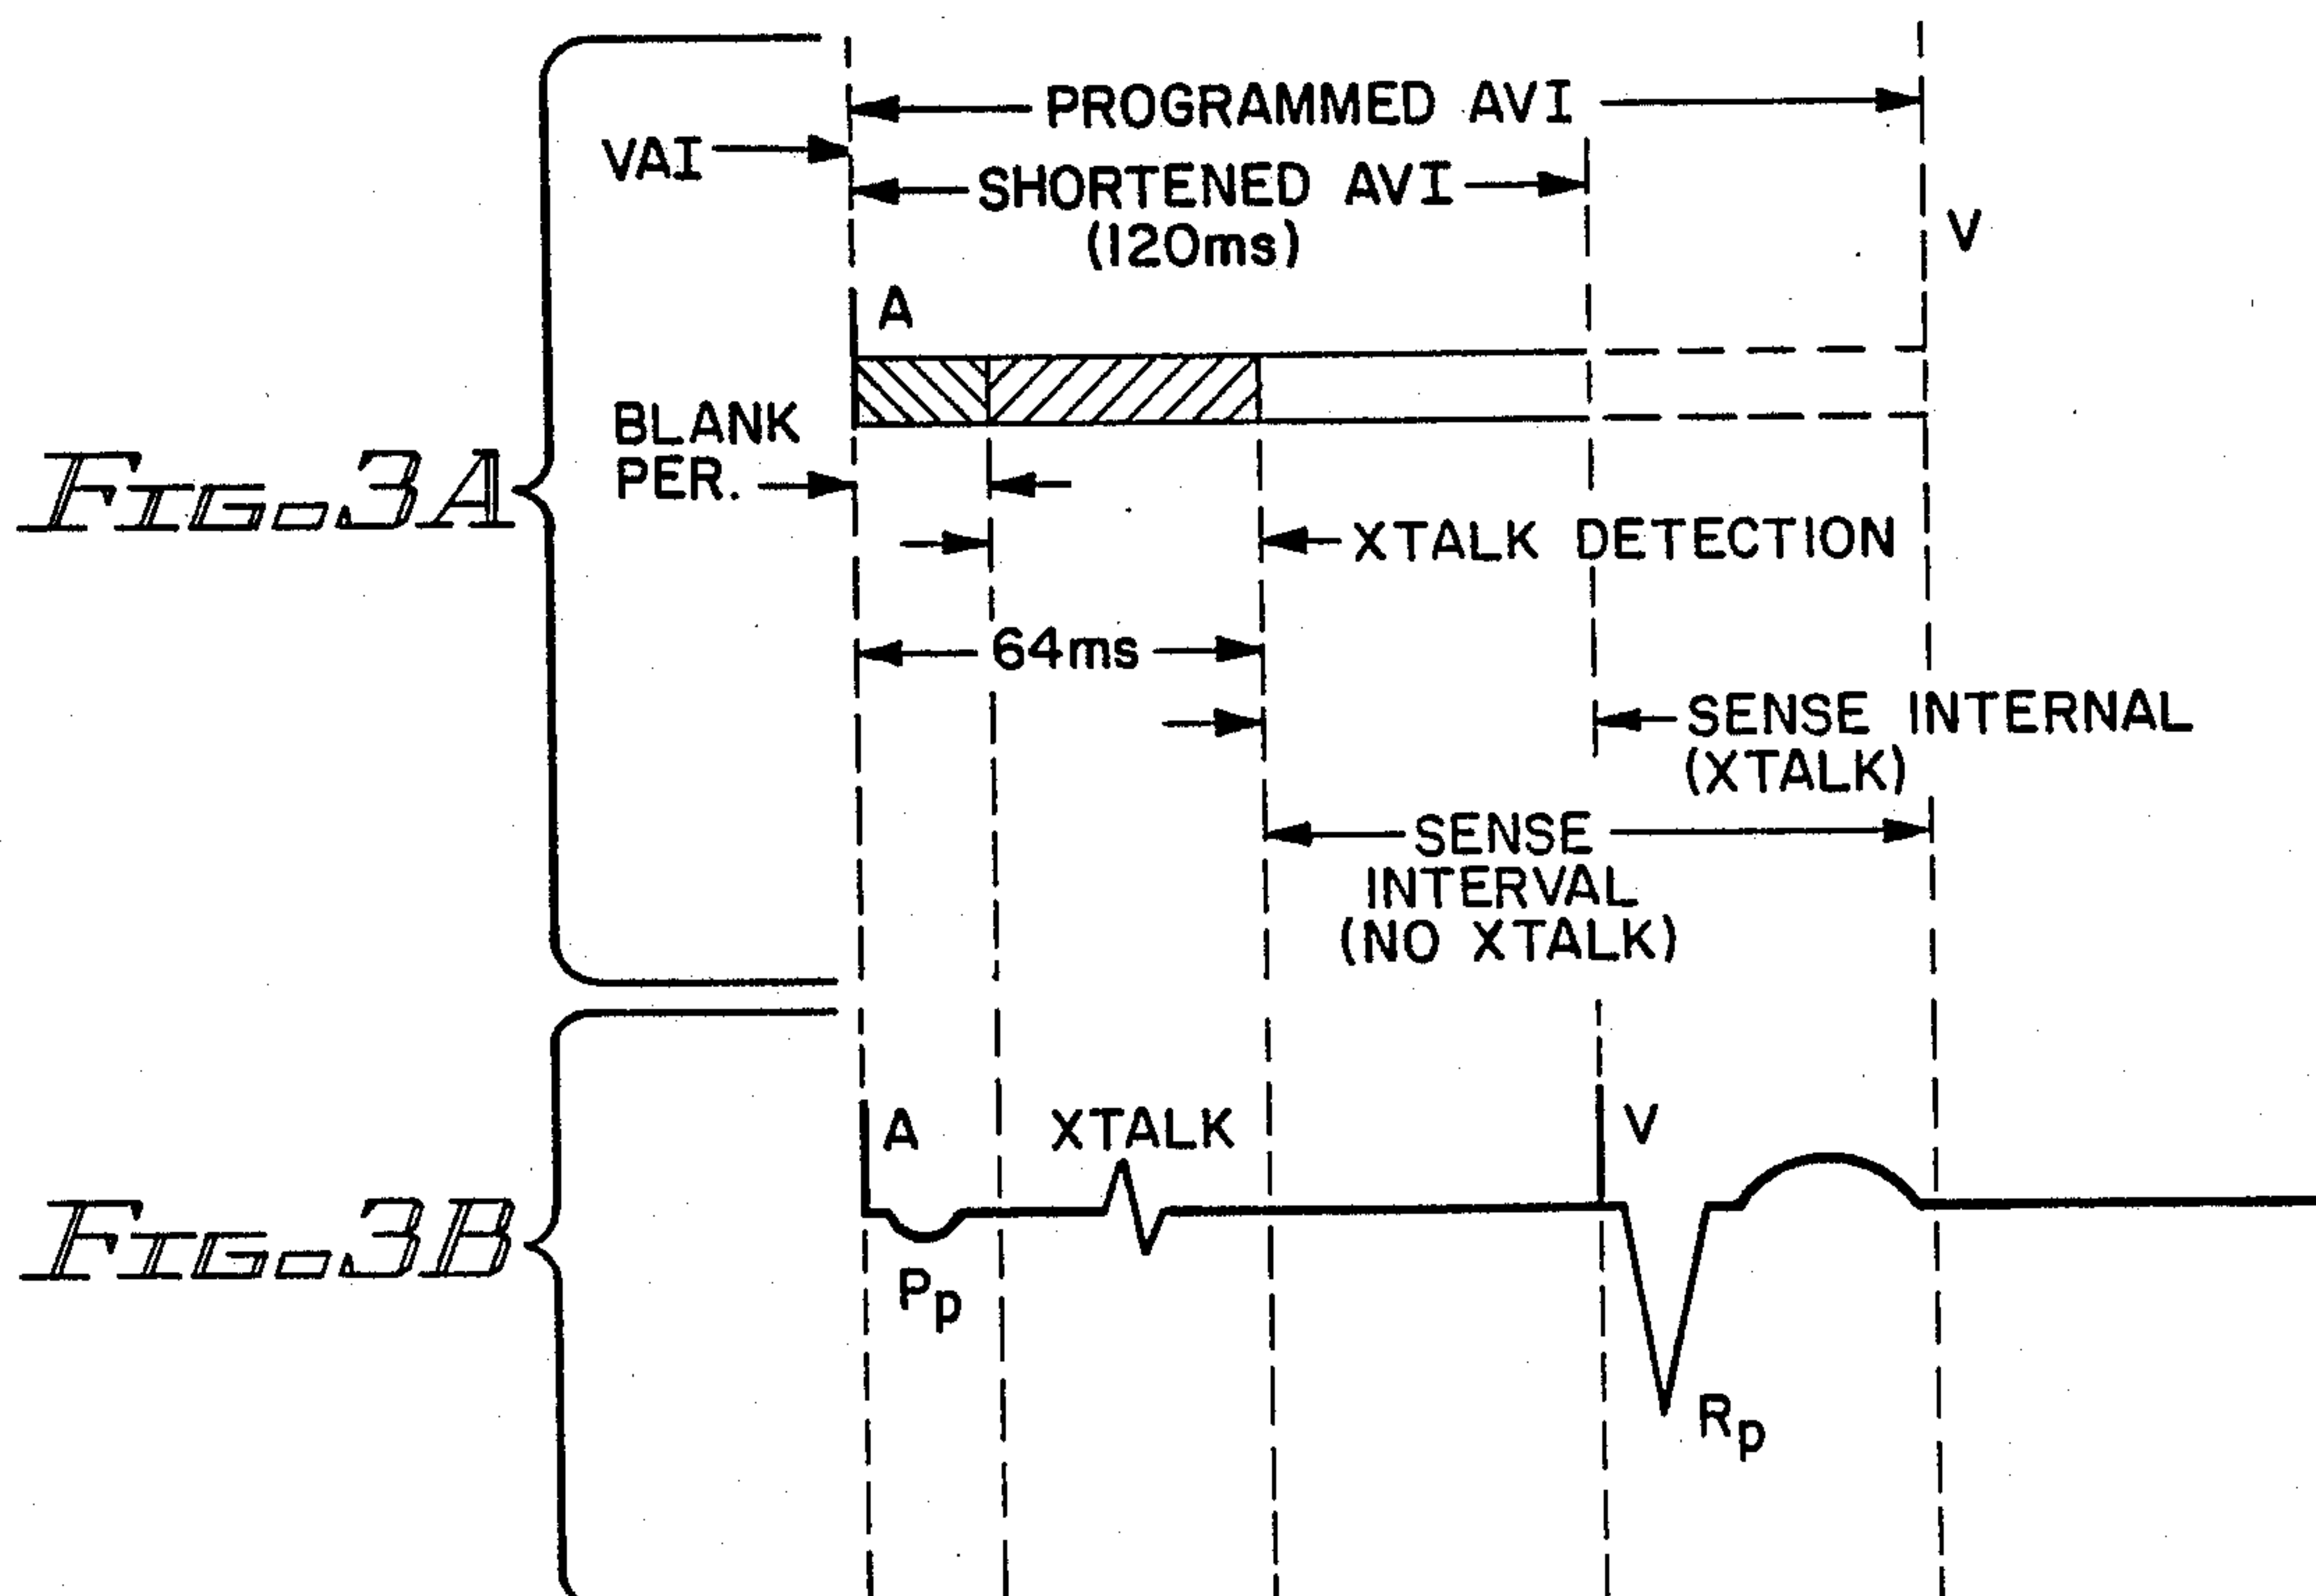 PROGRAMMED AVI
VAI
SHORTENED AVI
(120ms)
V
A
BLANK
PER.
FIG. 3A
XTALK DETECTION
64ms
SENSE INTERNAL
(XTALK)
SENSE
INTERVAL
(NO XTALK)
A
XTALK
V
FIG. 3B
Pp
Rp